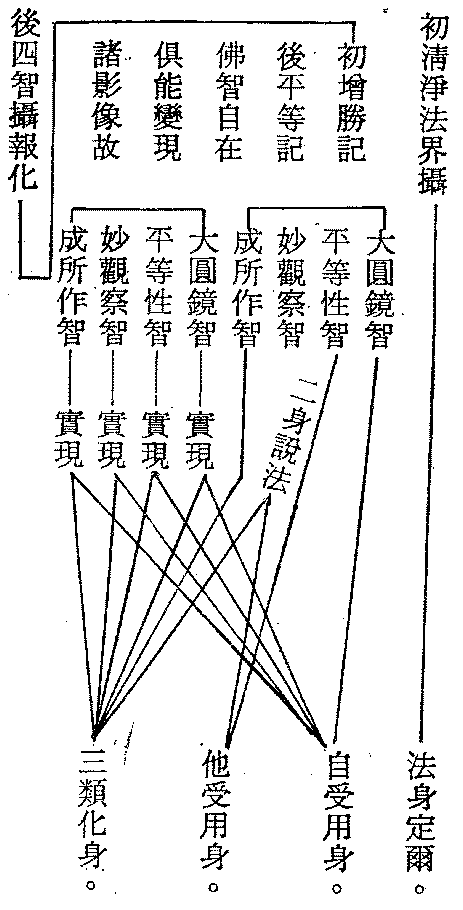 初清淨法界攝
法身定爾。
後四智攝報化
初增勝記
後平等記
佛智自在
俱能變現
諸影像故
大圓鏡智
平等性智
妙觀察智
成所作智
二身說法
大圓鏡智
平等性智
妙觀察智
成所作智
實現
實現
實現
實現
自受用身。
他受用身。
三類化身。